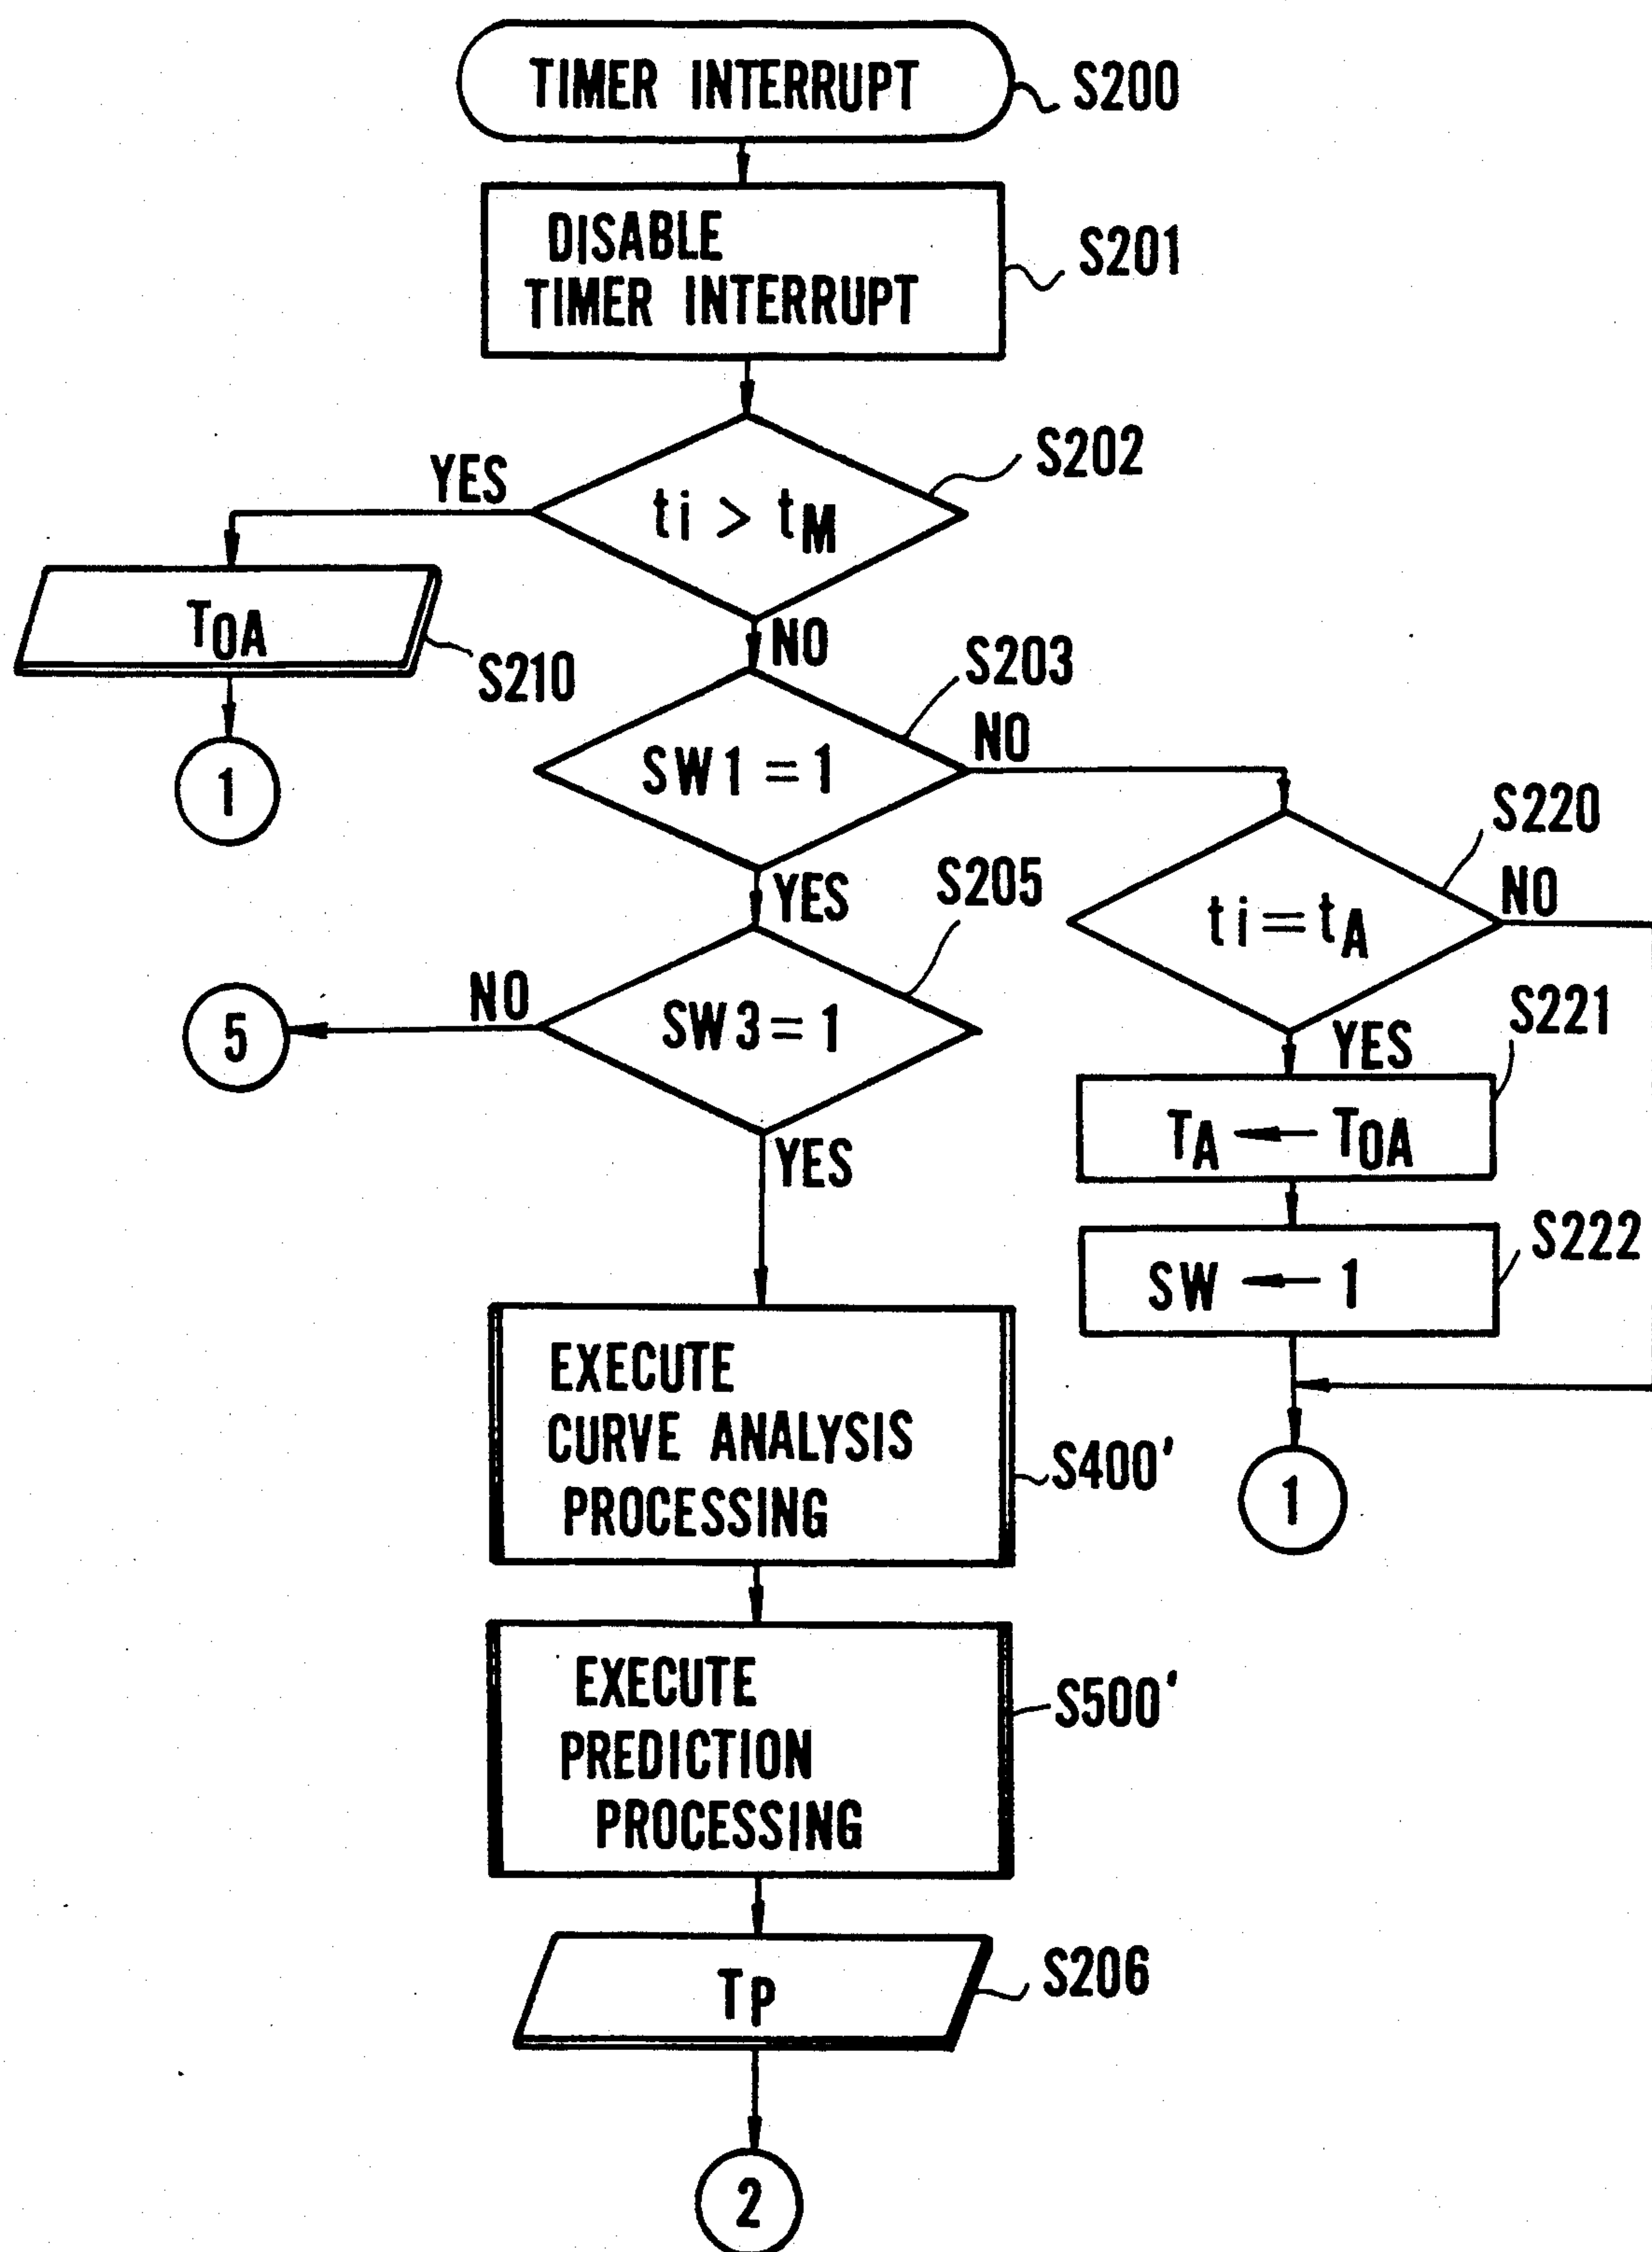 TIMER INTERRUPT
S200
DISABLE
TIMER INTERRUPT
S201
ti > tM
S202
YES
TOA
S210
1
NO
SW1 = 1
S203
NO
YES
SW3 = 1
S205
NO
5
YES
ti = tA
S220
NO
YES
TA ← TOA
S221
SW ← 1
S222
1
EXECUTE
CURVE ANALYSIS
PROCESSING
S400'
EXECUTE
PREDICTION
PROCESSING
S500'
TP
S206
2